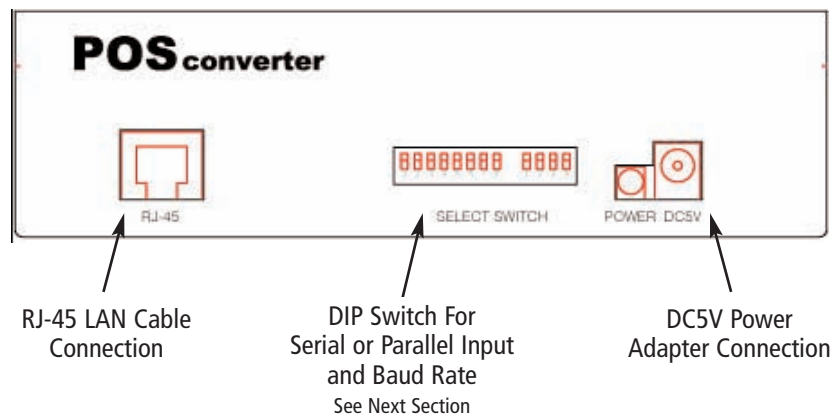 POS converter
RJ-45
SELECT SWITCH
POWER DC5V
RJ-45 LAN Cable
Connection
DIP Switch For
Serial or Parallel Input
and Baud Rate
See Next Section
DC5V Power
Adapter Connection